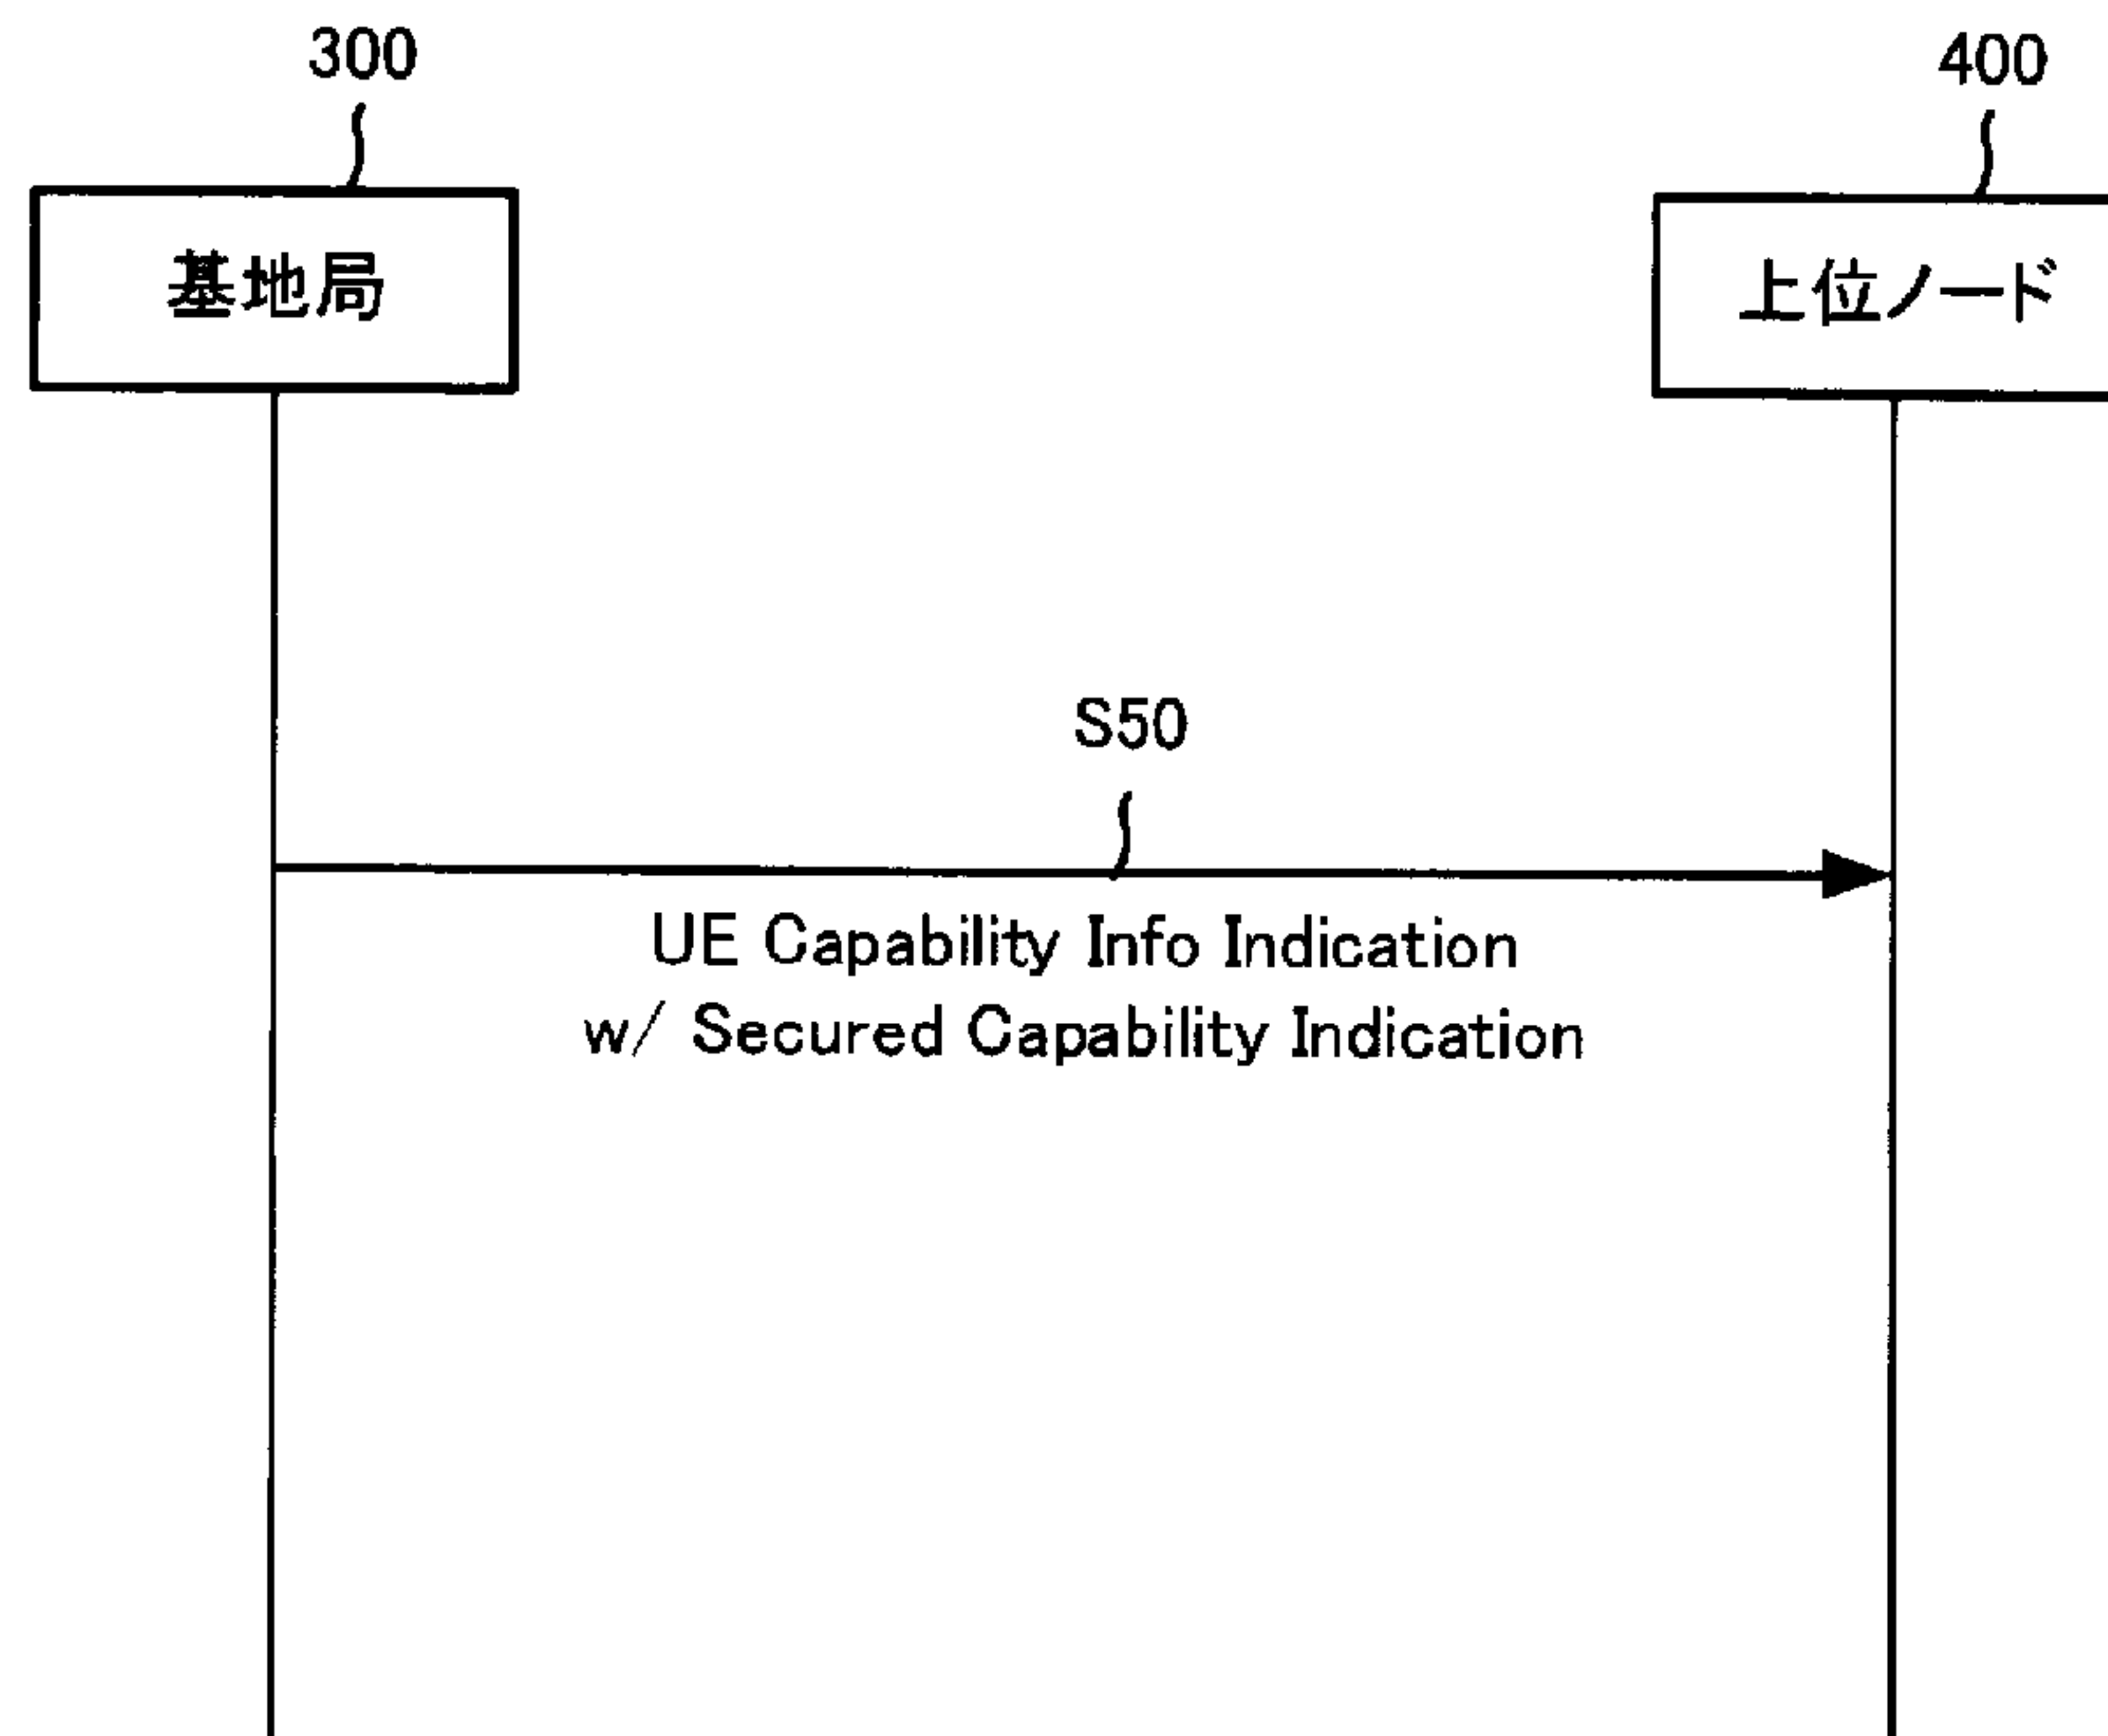 300
400
基地局
上位ノード
S50
UE Capability Info Indication
w/ Secured Capability Indication